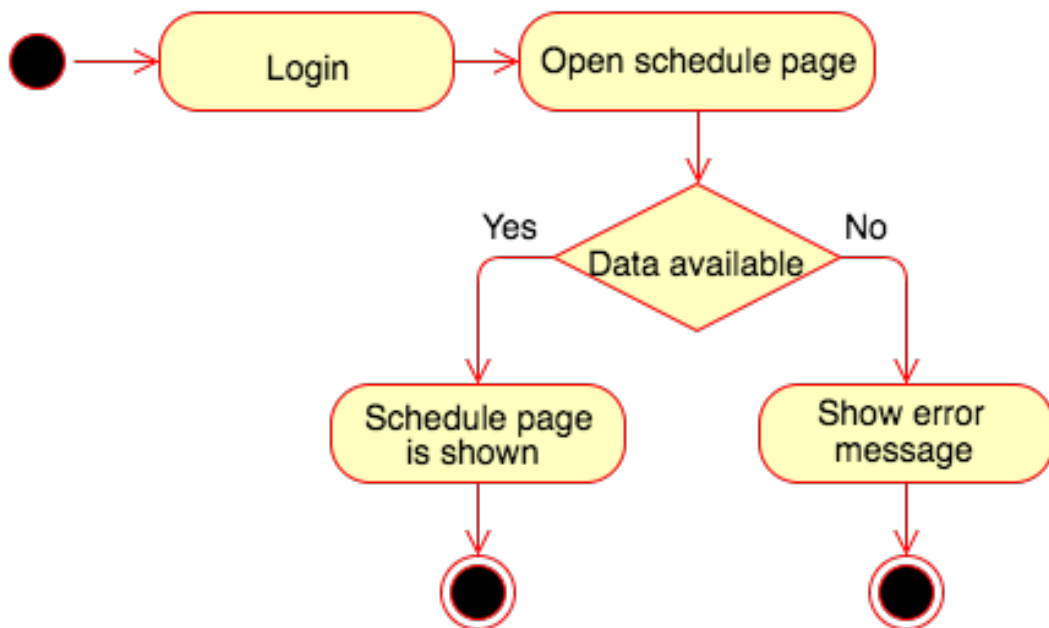 Login
Open schedule page
Yes
No
Data available
Schedule page
is shown
Show error
message